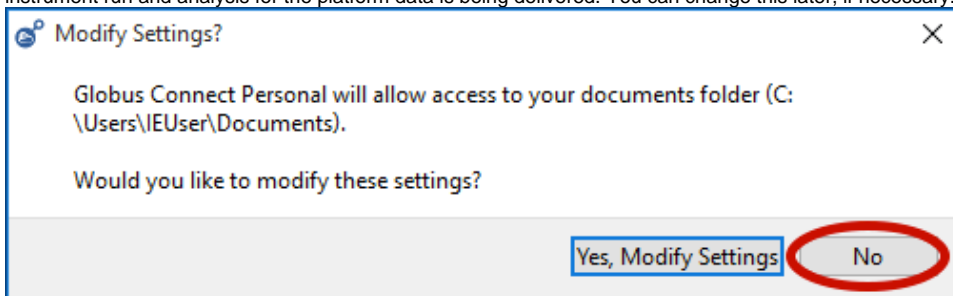 instrument run and analysis for the platform data is being delivered. You can change this later, if necessary.
Modify Settings?
Globus Connect Personal will allow access to your documents folder (C:
\Users\IEUser\Documents).
Would you like to modify these settings?
Yes, Modify Settings
No